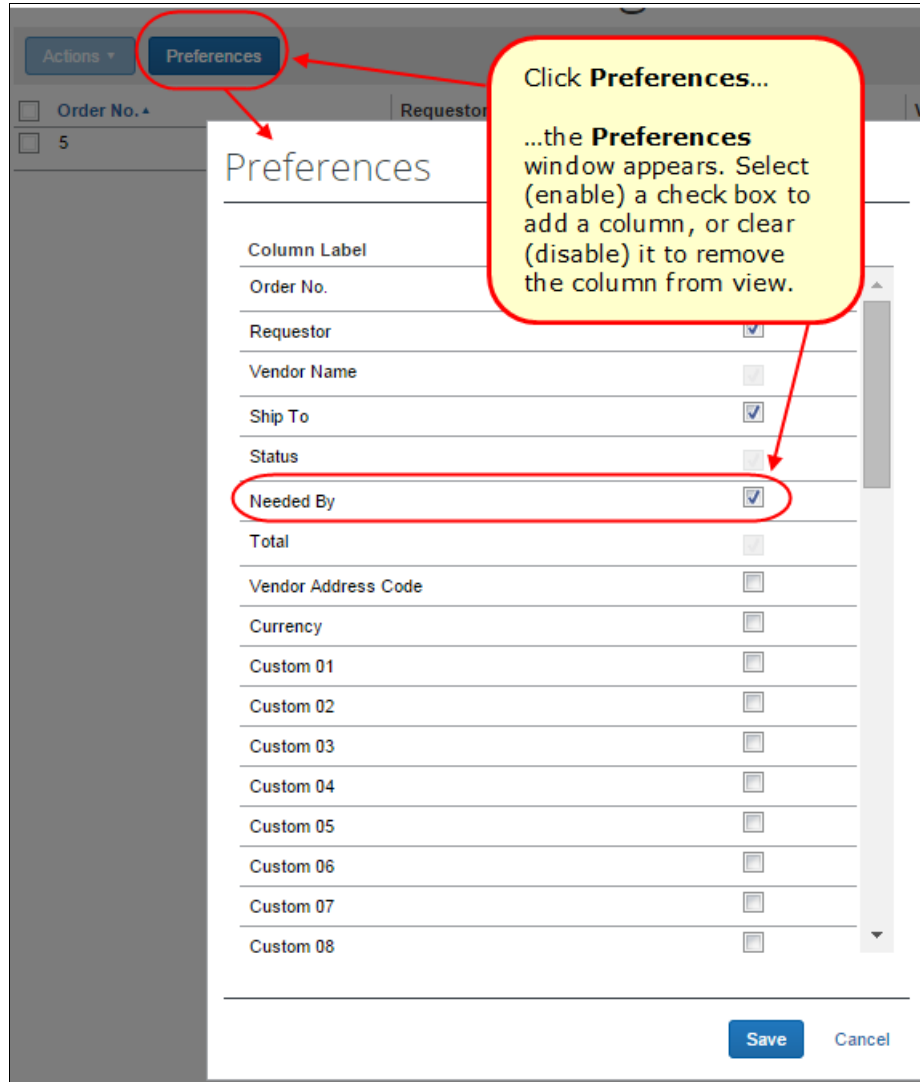 Actions ▾ Preferences
Order No. ▴ Requestor
5
Click Preferences...
...the Preferences
window appears. Select
(enable) a check box to
add a column, or clear
(disable) it to remove
the column from view.
Preferences
Column Label
Order No.
Requestor
Vendor Name
Ship To
Status
Needed By
Total
Vendor Address Code
Currency
Custom 01
Custom 02
Custom 03
Custom 04
Custom 05
Custom 06
Custom 07
Custom 08
Save Cancel